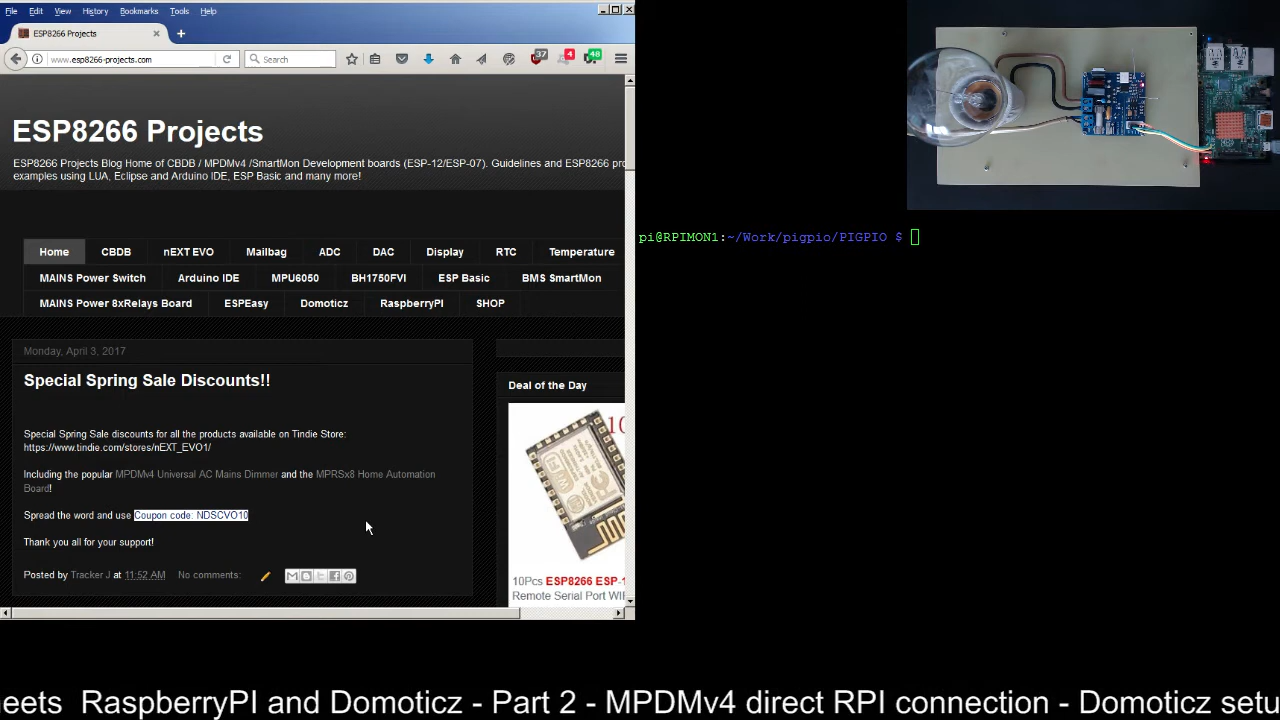 File Edit View History Bookmarks Tools Help
ESP8266 Projects
www.esp8266-projects.com
Search
37
4
48
ESP8266 Projects
ESP8266 Projects Blog Home of CBDB / MPDMv4 /SmartMon Development boards (ESP-12/ESP-07). Guidelines and ESP8266 pro
examples using LUA, Eclipse and Arduino IDE, ESP Basic and many more!
Home CBDB nEXT EVO Mailbag ADC DAC Display RTC Temperature
MAINS Power Switch Arduino IDE MPU6050 BH1750FVI ESP Basic BMS SmartMon
MAINS Power 8xRelays Board ESPEasy Domoticz RaspberryPI SHOP
Monday, April 3, 2017
Special Spring Sale Discounts!!
Special Spring Sale discounts for all the products available on Tindie Store:
https://www.tindie.com/stores/nEXT_EVO1/
Including the popular MPDMv4 Universal AC Mains Dimmer and the MPRSx8 Home Automation
Board!
Spread the word and use Coupon code: NDSCVO10
Thank you all for your support!
Posted by Tracker J at 11:52 AM No comments:
Deal of the Day
10
10Pcs ESP8266 ESP-1
Remote Serial Port WIF
pi@RPIMON1:~/Work/pigpio/PIGPIO $
eets RaspberryPI and Domoticz - Part 2 - MPDMv4 direct RPI connection - Domoticz setu